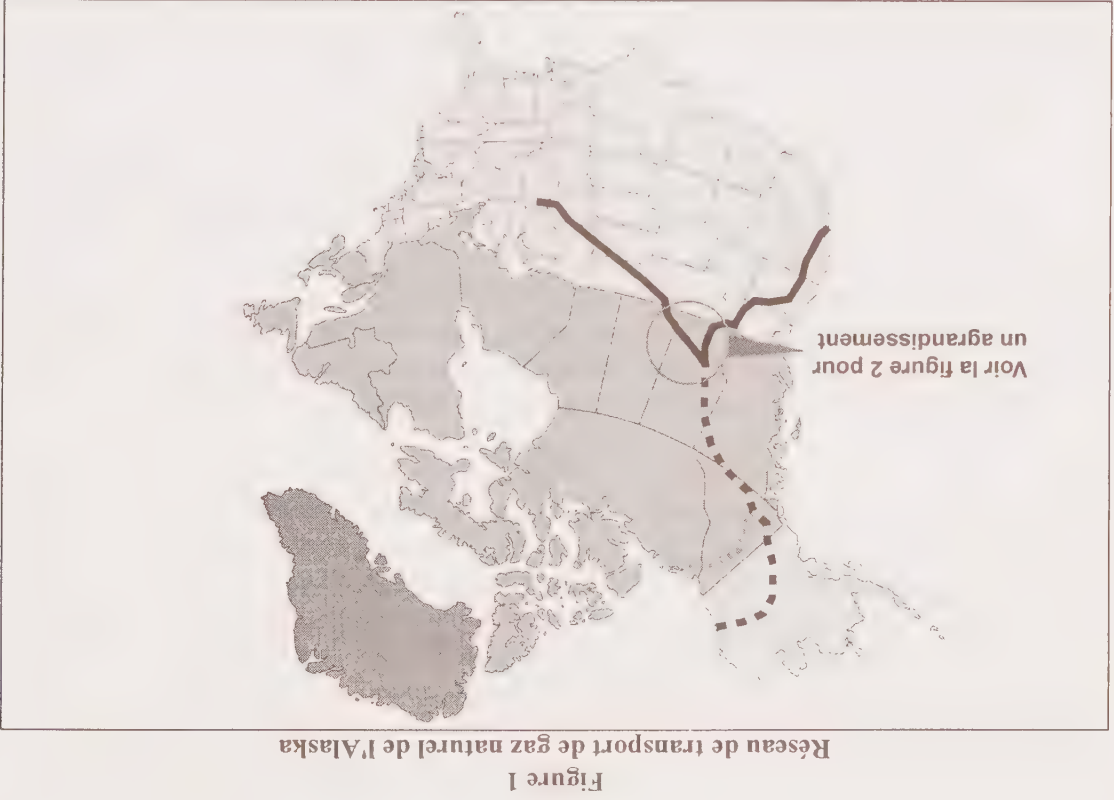 Figure 1
Réseau de transport de gaz naturel de l'Alaska
Voir la figure 2 pour
un agrandissement